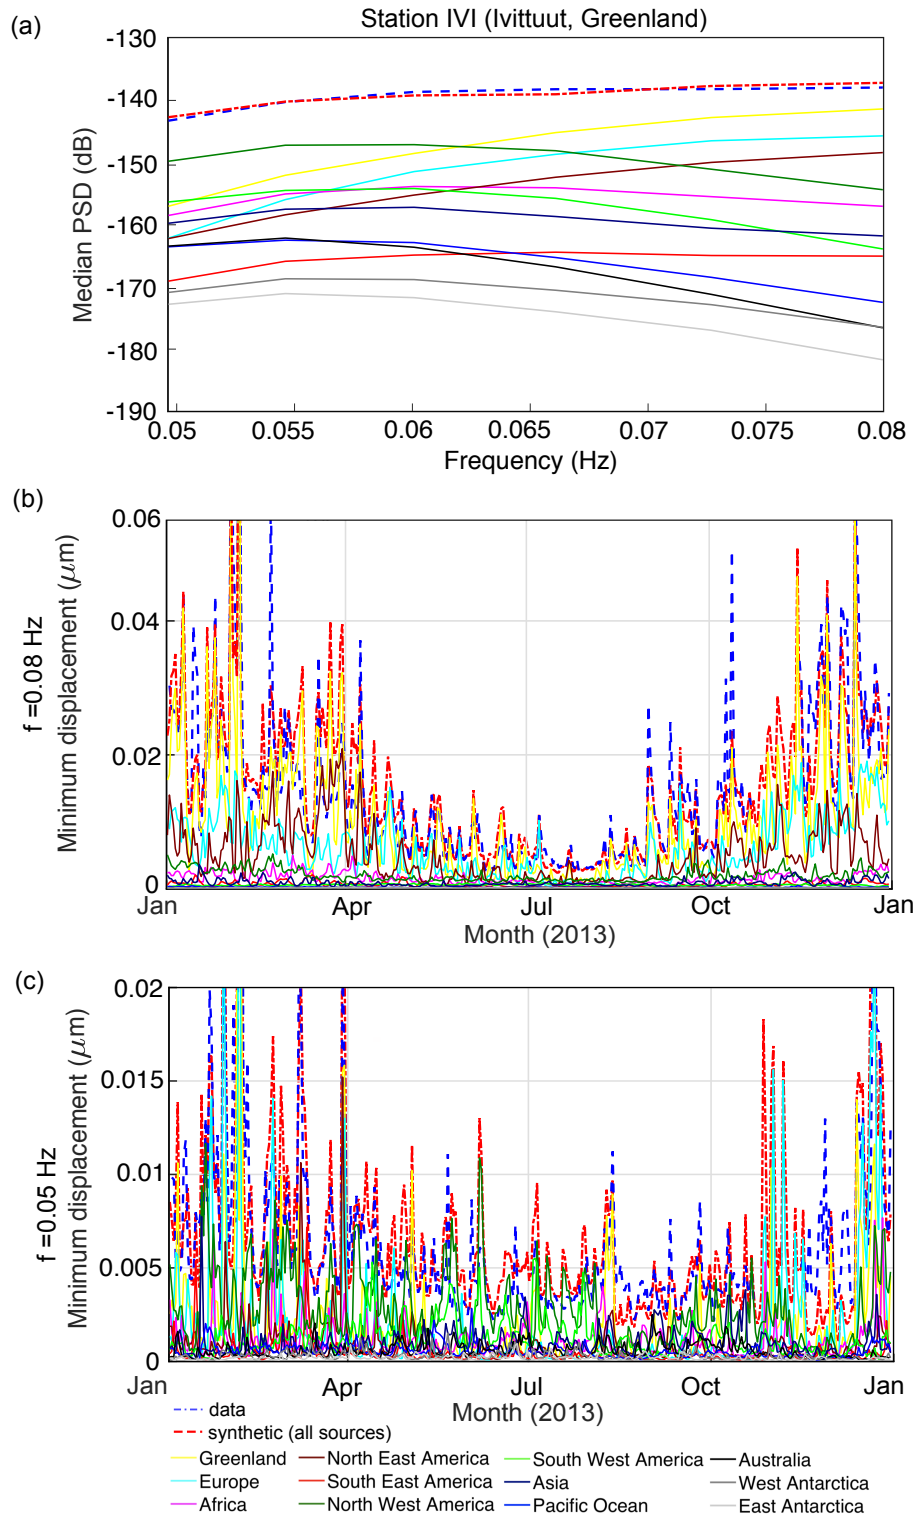 (a)
Station IVI (Ivittuut, Greenland)
-130
-140
-150
-160
-170
-180
-190
Median PSD (dB)
0.05 0.055 0.06 0.065 0.07 0.075 0.08
Frequency (Hz)
(b)
0.06
0.04
0.02
0
f =0.08 Hz
Minimum displacement (μm)
Jan Apr Jul Oct Jan
Month (2013)
(c)
0.02
0.015
0.01
0.005
0
f =0.05 Hz
Minimum displacement (μm)
Jan Apr Jul Oct Jan
Month (2013)
data
synthetic (all sources)
Greenland North East America South West America Australia
Europe South East America Asia West Antarctica
Africa North West America Pacific Ocean East Antarctica